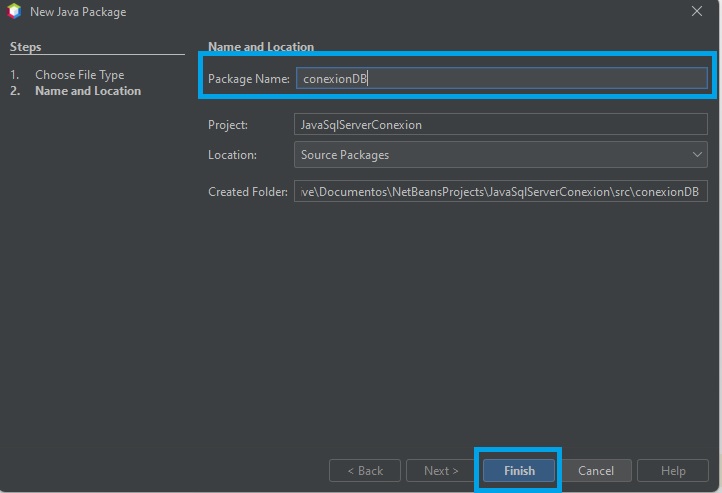 New Java Package
Steps
1. Choose File Type
2. Name and Location
Name and Location
Package Name: conexionDB
Project: JavaSqlServerConexion
Location: Source Packages
Created Folder: ve\Documentos\NetBeansProjects\JavaSqlServerConexion\src\conexionDB
< Back Next > Finish Cancel Help